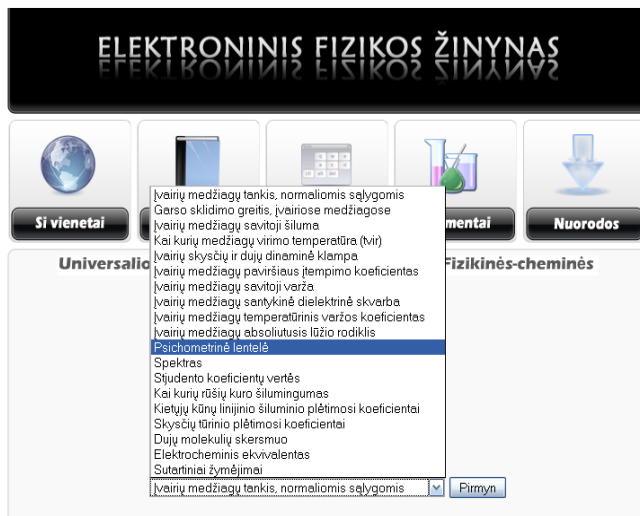 ELEKTRONINIS FIZIKOS ŽINYNAS
Si vienetai
mentai
Nuorodos
Universalio
Fizikinės-cheminės
Įvairių medžiagų tankis, normaliomis sąlygomis
Garso sklidimo greitis, įvairiose medžiagose
Įvairių medžiagų savitoji šiluma
Kai kurių medžiagų virimo temperatūra (tvir)
Įvairių skysčių ir dujų dinaminė klampa
Įvairių medžiagų paviršiaus įtempimo koeficientas
Įvairių medžiagų savitoji varža
Įvairių medžiagų santykinė dielektrinė skvarba
Įvairių medžiagų temperatūrinis varžos koeficientas
Įvairių medžiagų absoliutusis lūžio rodiklis
Psichometrinė lentelė
Spektras
Stjudento koeficientų vertės
Kai kurių rūšių kuro šilumingumas
Kietųjų kūnų linijinio šiluminio plėtimosi koeficientai
Skysčių tūrinio plėtimosi koeficientai
Dujų molekulių skersmuo
Elektrocheminis ekvivalentas
Sutartiniai žymėjimai
Įvairių medžiagų tankis, normaliomis sąlygomis
Pirmyn